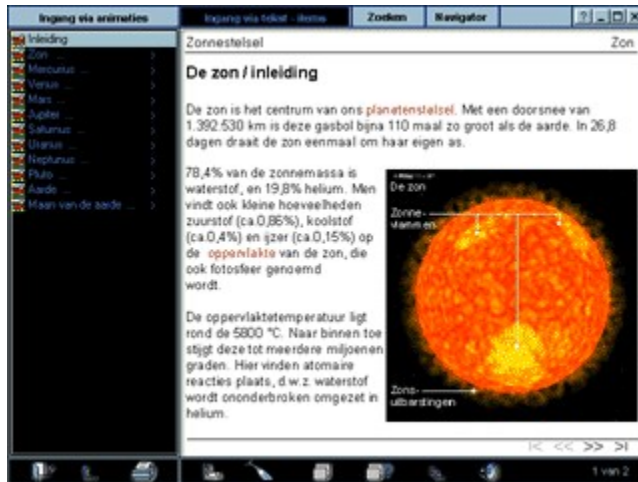 Ingang via animaties
Ingang via tekst - items
Zoeken
Navigator
Inleiding
Zon ...
Mercurius ...
Venus ...
Mars ...
Jupiter ...
Saturnus ...
Uranus ...
Neptunus ...
Pluto ...
Aarde ...
Maan van de aarde ...
Zonnestelsel
Zon
De zon / inleiding
De zon is het centrum van ons planetenstelsel. Met een doorsnee van
1.392.530 km is deze gasbol bijna 110 maal zo groot als de aarde. In 26,8
dagen draait de zon eenmaal om haar eigen as.
78,4% van de zonnemassa is
waterstof, en 19,8% helium. Men
vindt ook kleine hoeveelheden
zuurstof (ca.0,86%), koolstof
(ca.0,4%) en ijzer (ca.0,15%) op
de oppervlakte van de zon, die
ook fotosfeer genoemd
wordt.
De oppervlaktetemperatuur ligt
rond de 5800 °C. Naar binnen toe
stijgt deze tot meerdere miljoenen
graden. Hier vinden atomaire
reacties plaats, d.w.z. waterstof
wordt ononderbroken omgezet in
helium.
De zon
Zonne-
vlammen
Zons-
uitbarstingen
1 van 2